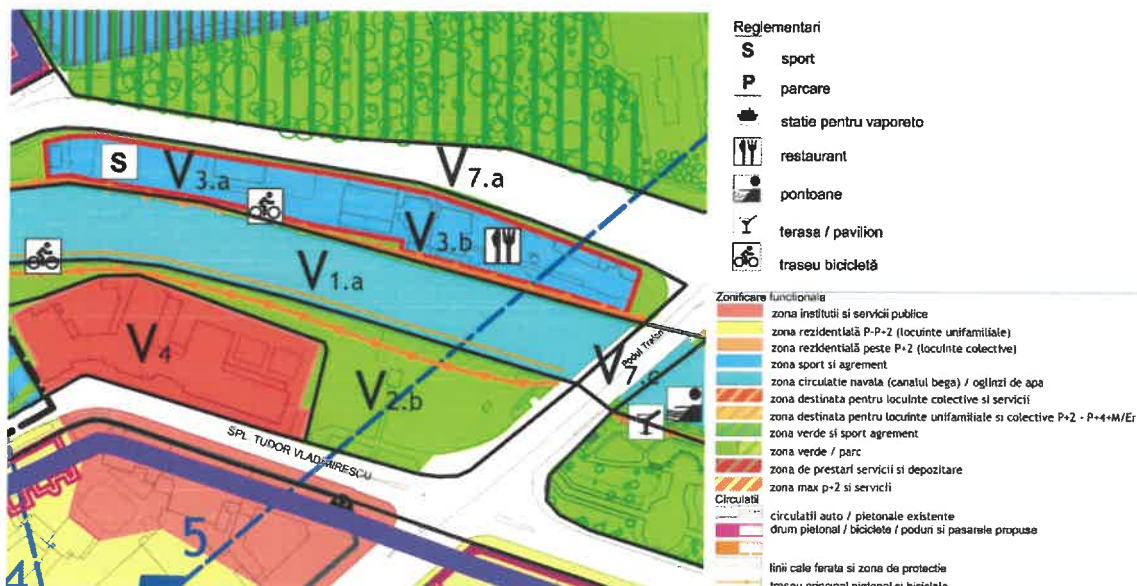 Reglementari
S sport
P parcare
statie pentru vaporeto
restaurant
pontoane
terasa / pavilion
traseu bicicletă
Zonificare functionala
zona institutii si servicii publice
zona rezidentială P-P+2 (locuinte unifamiliale)
zona rezidentială peste P+2 (locuinte colective)
zona sport si agrement
zona circulatie navala (canalul bega) / oglinzi de apa
zona destinata pentru locuinte colective si servicii
zona destinata pentru locuinte unifamiliale si colective P+2 - P+4+M/Er
zona verde si sport agrement
zona verde / parc
zona de prestari servicii si depozitare
zona max p+2 si servicii
Circulatii
circulatii auto / pietonale existente
drum pietonal / biciclete / poduri si pasarele propuse
linii cale ferata si zona de protectie
traseu principal pietonal si biciclete
S
V3.a
V7.a
V3.b
V1.a
V4
V2.b
V7
Podul Traian
SPL. TUDOR VLADIMIRESCU
5
4